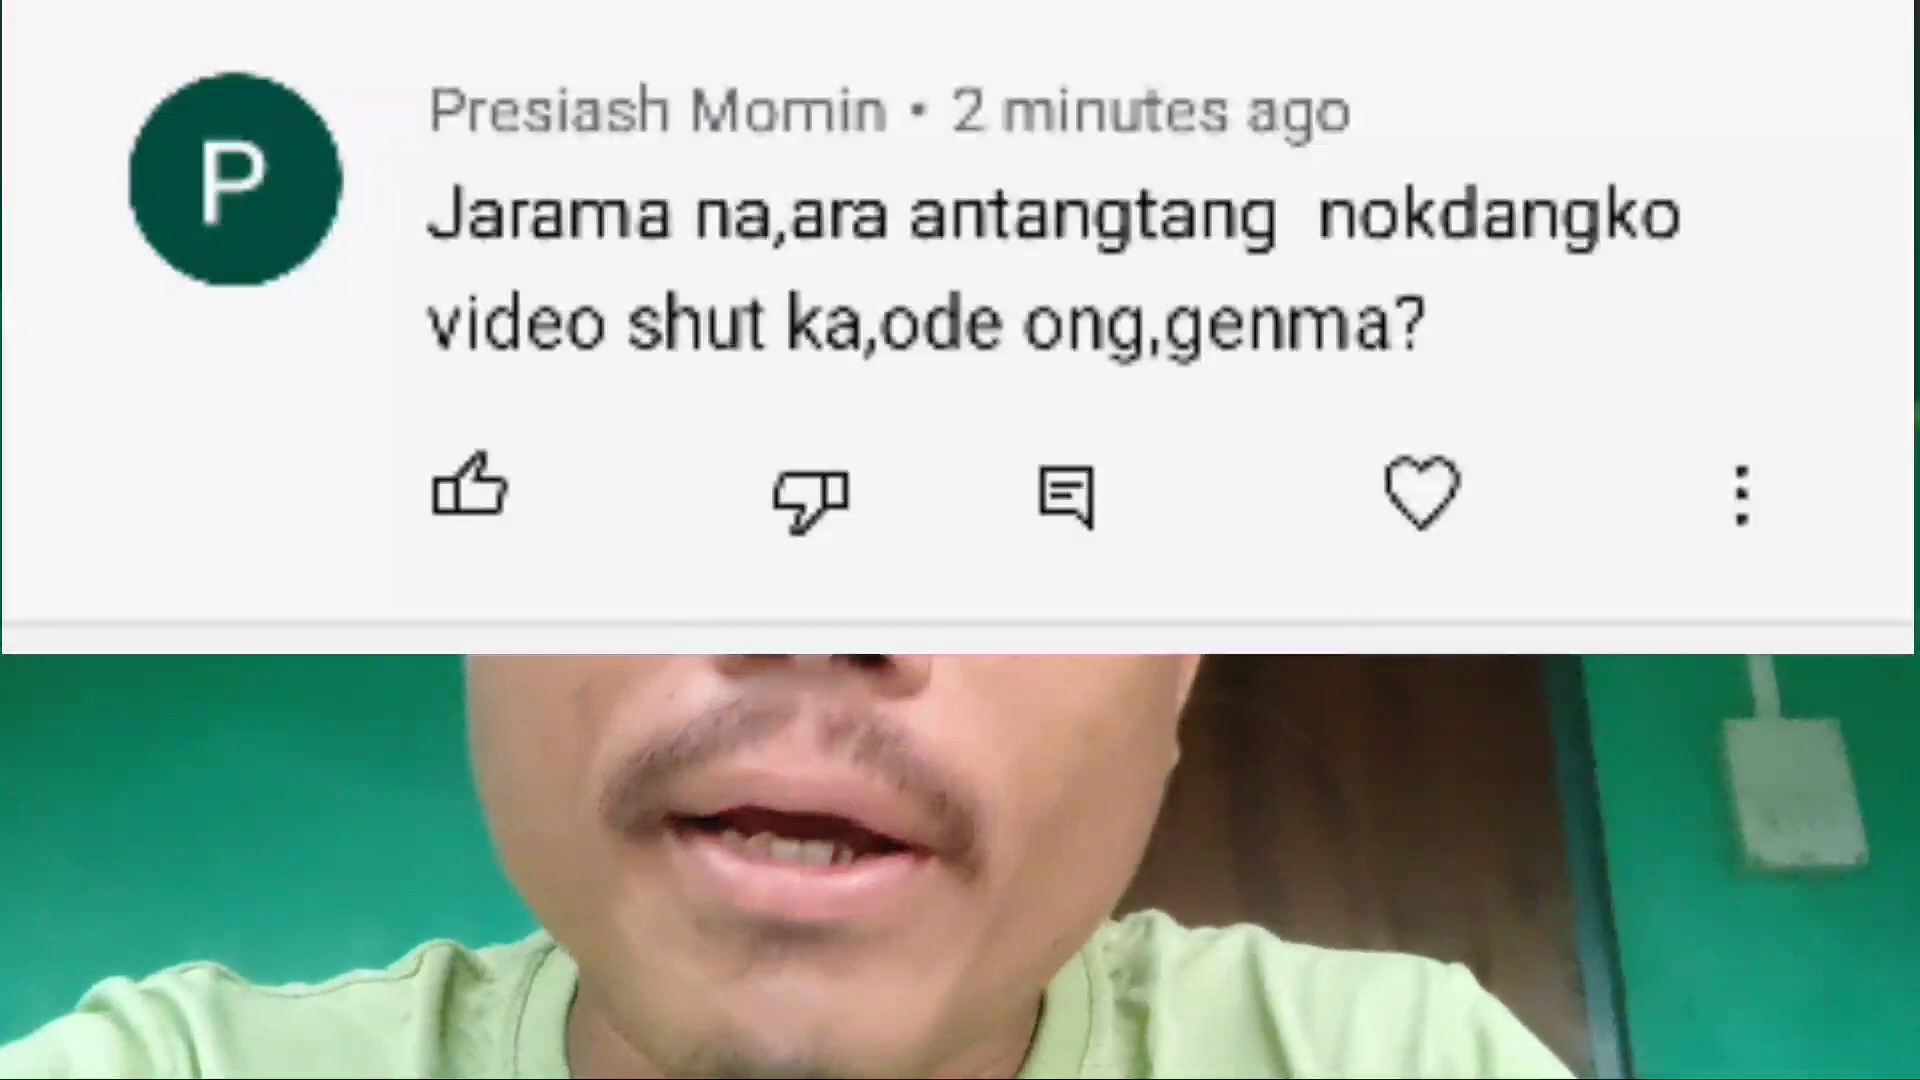 P
Presiash Momin • 2 minutes ago
Jarama na,ara antangtang nokdangko
video shut ka,ode ong,genma?